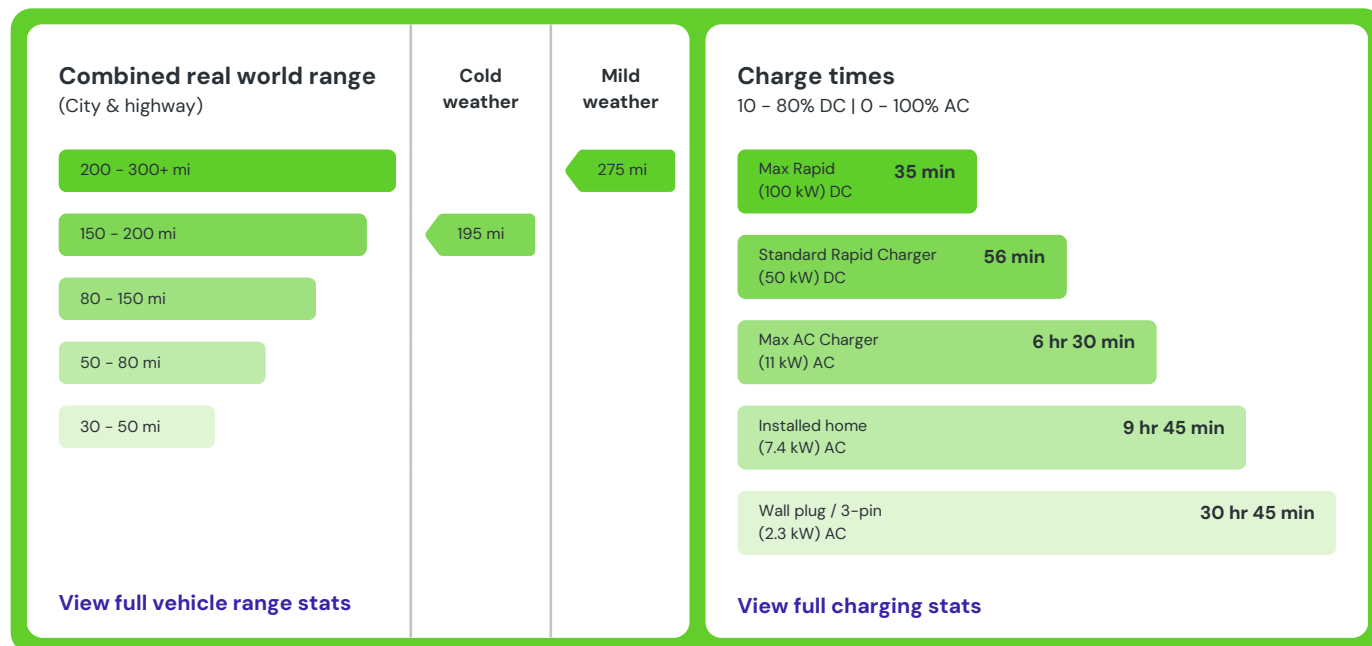 Combined real world range
(City & highway)
Cold
weather
Mild
weather
200 - 300+ mi
275 mi
150 - 200 mi
195 mi
80 - 150 mi
50 - 80 mi
30 - 50 mi
View full vehicle range stats
Charge times
10 - 80% DC | 0 - 100% AC
Max Rapid
(100 kW) DC
35 min
Standard Rapid Charger
(50 kW) DC
56 min
Max AC Charger
(11 kW) AC
6 hr 30 min
Installed home
(7.4 kW) AC
9 hr 45 min
Wall plug / 3-pin
(2.3 kW) AC
30 hr 45 min
View full charging stats